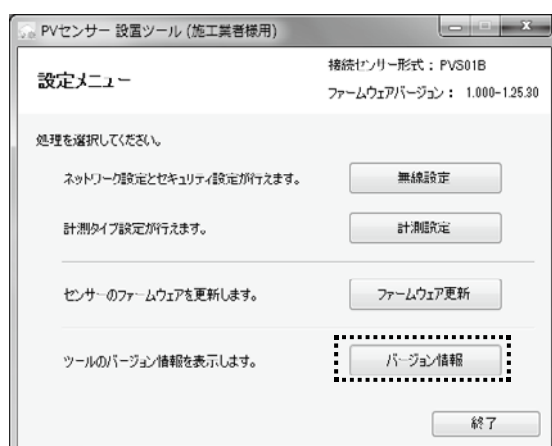 PVセンサー 設置ツール (施工業者様用)
設定メニュー
接続センサー形式： PVS01B
ファームウェアバージョン： 1.000-1.25.30
処理を選択してください。
ネットワーク設定とセキュリティ設定が行えます。
無線設定
計測タイプ設定が行えます。
計測設定
センサーのファームウェアを更新します。
ファームウェア更新
ツールのバージョン情報を表示します。
バージョン情報
終了